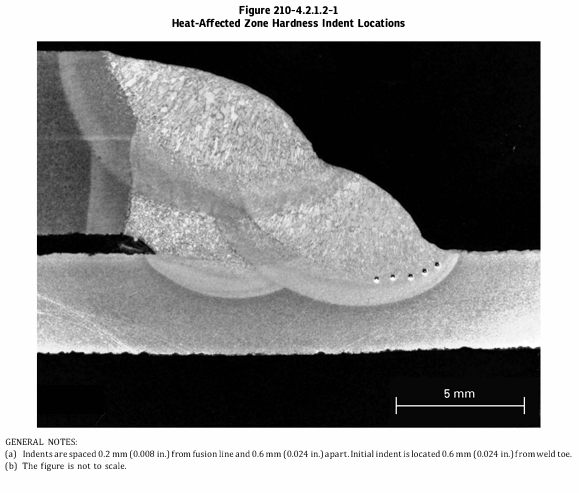 Figure 210-4.2.1.2-1
Heat-Affected Zone Hardness Indent Locations
5 mm
GENERAL NOTES:
(a) Indents are spaced 0.2 mm (0.008 in.) from fusion line and 0.6 mm (0.024 in.) apart. Initial indent is located 0.6 mm (0.024 in.) from weld toe.
(b) The figure is not to scale.